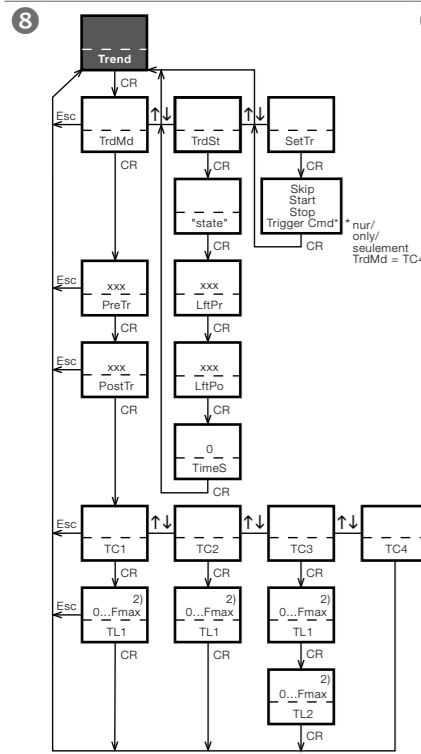 8
Trend
CR
Esc
TrdMd
↑↓
TrdSt
↑↓
SetTr
CR
CR
CR
"state"
Skip
Start
Stop
Trigger Cmd*
* nur/
only/
seulement
TrdMd = TC4
CR
CR
Esc
xxx
PreTr
xxx
LftPr
CR
CR
Esc
xxx
PostTr
xxx
LftPo
CR
CR
0
TimeS
CR
Esc
TC1
↑↓
TC2
↑↓
TC3
↑↓
TC4
CR
CR
CR
Esc
2)
0...Fmax
TL1
2)
0...Fmax
TL1
2)
0...Fmax
TL1
CR
CR
CR
2)
0...Fmax
TL2
CR